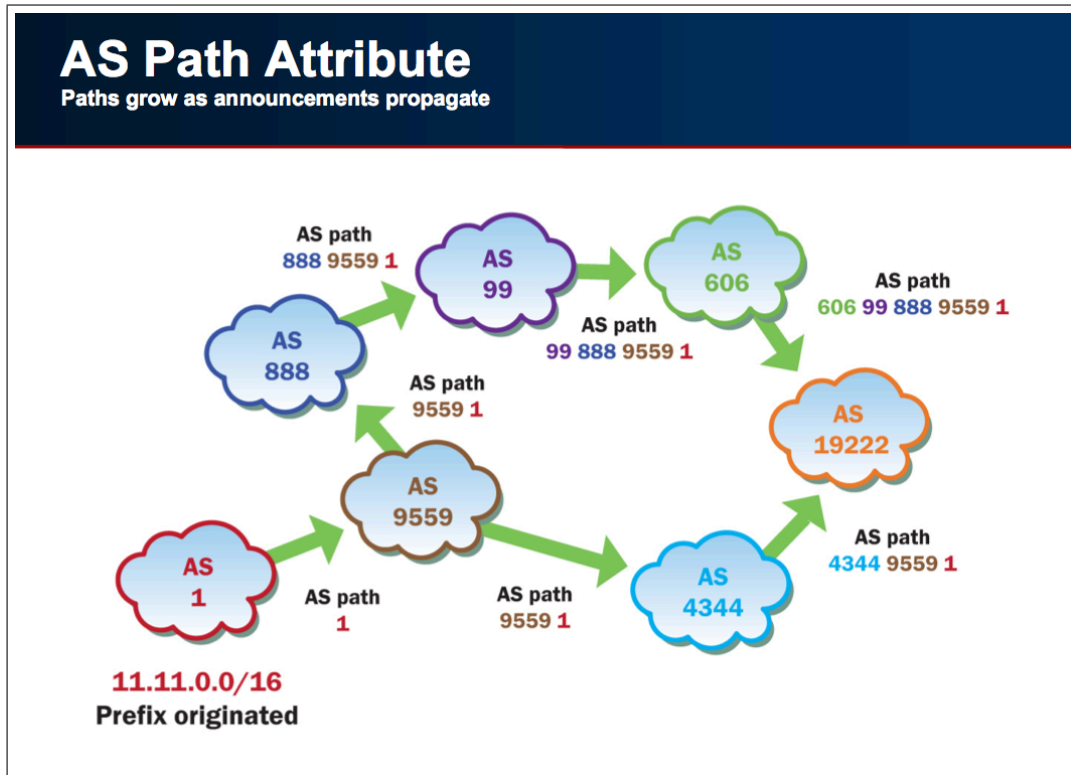 AS Path Attribute
Paths grow as announcements propagate
AS path
888 9559 1
AS
99
AS
606
AS path
606 99 888 9559 1
AS path
99 888 9559 1
AS
888
AS path
9559 1
AS
19222
AS
9559
AS
1
AS path
1
AS path
9559 1
AS
4344
AS path
4344 9559 1
11.11.0.0/16
Prefix originated